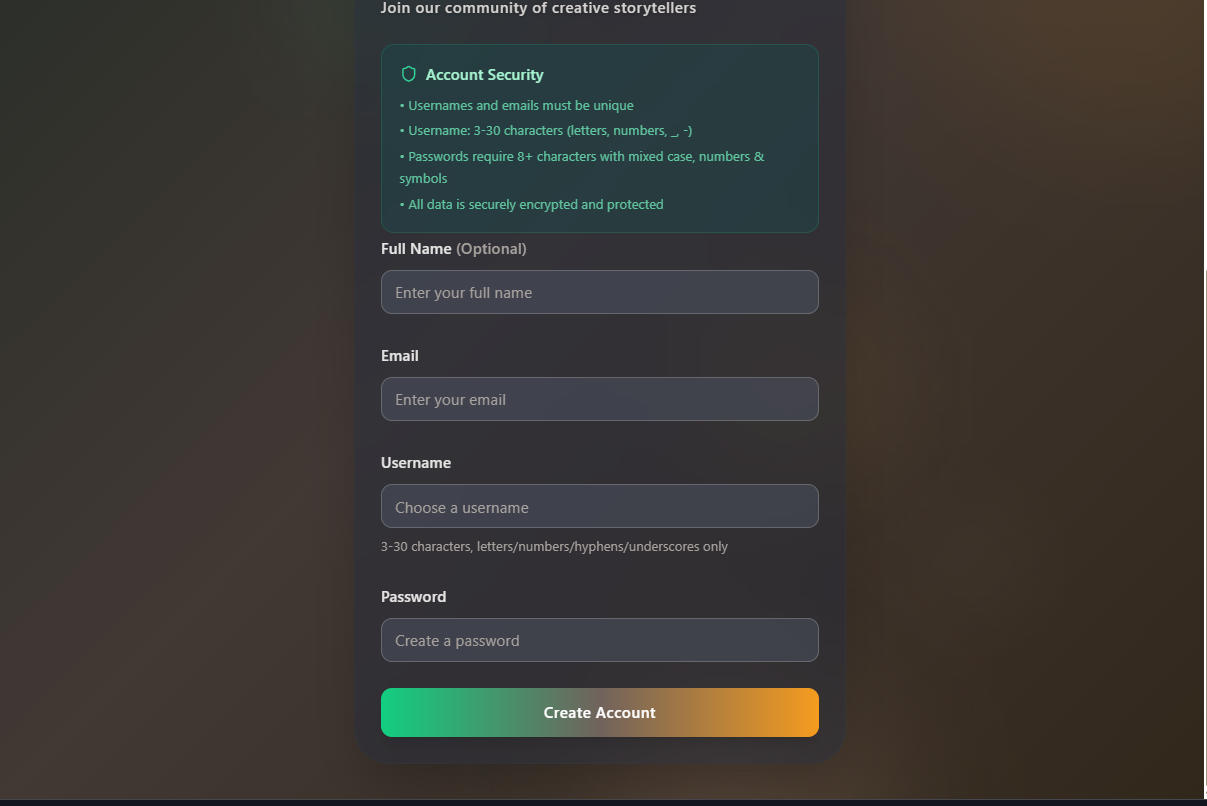 Join our community of creative storytellers
Account Security
• Usernames and emails must be unique
• Username: 3-30 characters (letters, numbers, _, -)
• Passwords require 8+ characters with mixed case, numbers &
symbols
• All data is securely encrypted and protected
Full Name (Optional)
Enter your full name
Email
Enter your email
Username
Choose a username
3-30 characters, letters/numbers/hyphens/underscores only
Password
Create a password
Create Account